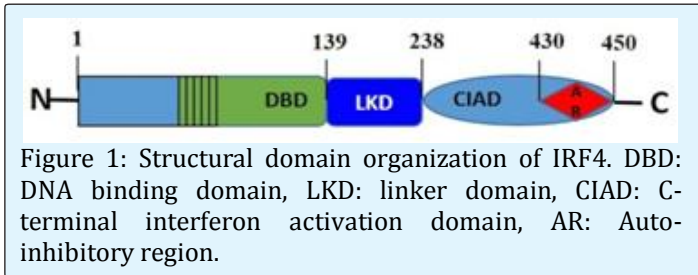 1 139 238 430 450
N DBD LKD CIAD A C
R
Figure 1: Structural domain organization of IRF4. DBD:
DNA binding domain, LKD: linker domain, CIAD: C-
terminal interferon activation domain, AR: Auto-
inhibitory region.